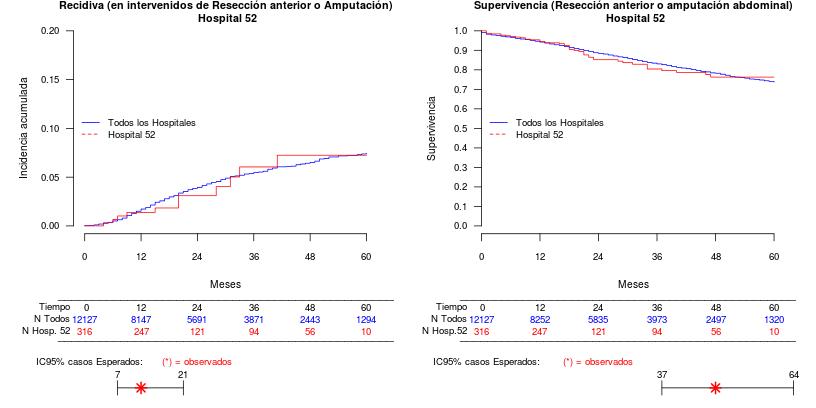 Recidiva (en intervenidos de Resección anterior o Amputación)
Hospital 52
0.20
0.15
0.10
0.05
0.00
Incidencia acumulada
Todos los Hospitales
Hospital 52
0 12 24 36 48 60
Meses
Tiempo 0 12 24 36 48 60
N Todos 12127 8147 5691 3871 2443 1294
N Hosp. 52 316 247 121 94 56 10
IC95% casos Esperados: (*) = observados
7 21
Supervivencia (Resección anterior o amputación abdominal)
Hospital 52
1.0
0.9
0.8
0.7
0.6
0.5
0.4
0.3
0.2
0.1
0.0
Supervivencia
Todos los Hospitales
Hospital 52
0 12 24 36 48 60
Meses
Tiempo 0 12 24 36 48 60
N Todos 12127 8252 5835 3973 2497 1320
N Hosp.52 316 247 121 94 56 10
IC95% casos Esperados: (*) = observados
37 64